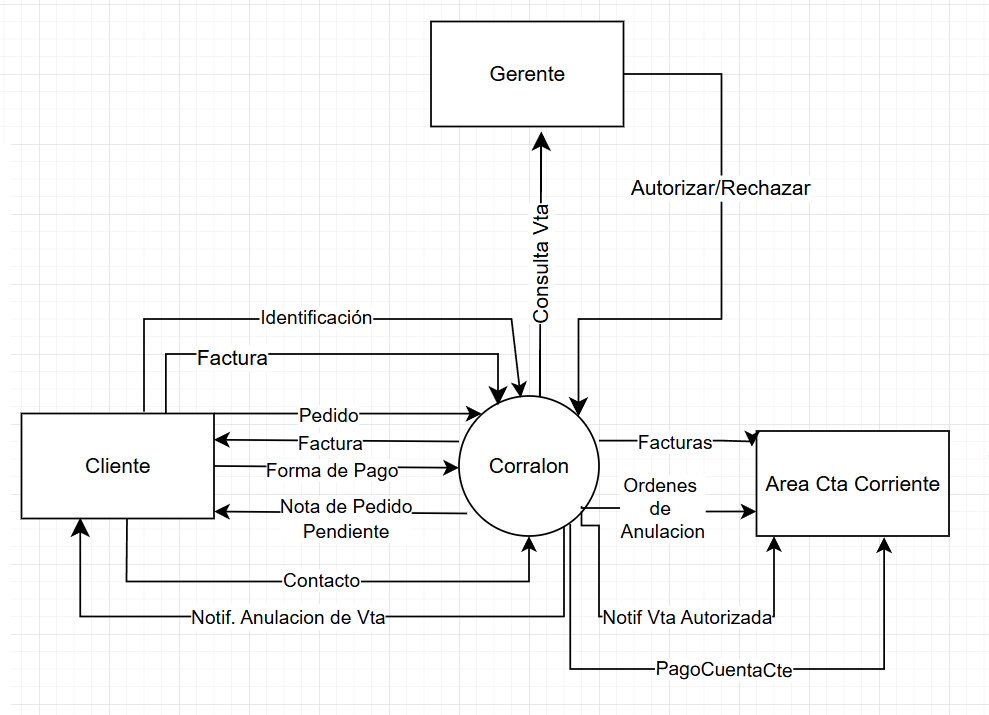 Gerente
Autorizar/Rechazar
Consulta Vta
Identificación
Factura
Pedido
Factura
Forma de Pago
Nota de Pedido
Pendiente
Cliente
Corralon
Facturas
Ordenes
de
Anulacion
Area Cta Corriente
Contacto
Notif. Anulacion de Vta
Notif Vta Autorizada
PagoCuentaCte